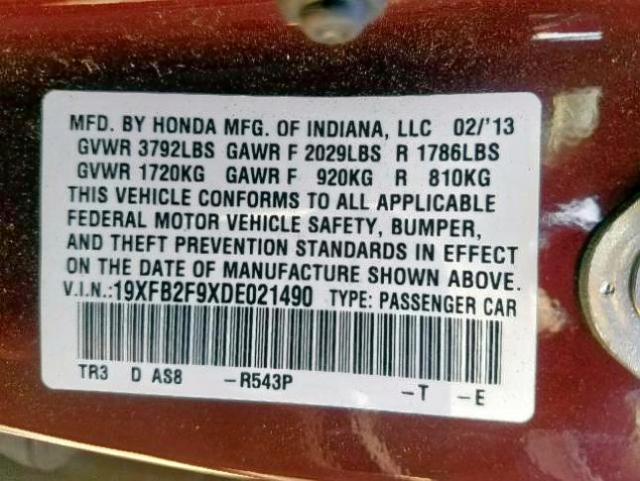 MFD. BY HONDA MFG. OF INDIANA, LLC 02/'13
GVWR 3792LBS GAWR F 2029LBS R 1786LBS
GVWR 1720KG GAWR F 920KG R 810KG
THIS VEHICLE CONFORMS TO ALL APPLICABLE
FEDERAL MOTOR VEHICLE SAFETY, BUMPER,
AND THEFT PREVENTION STANDARDS IN EFFECT
ON THE DATE OF MANUFACTURE SHOWN ABOVE.
V.I.N.:19XFB2F9XDE021490 TYPE: PASSENGER CAR
TR3 D AS8 -R543P -T -E